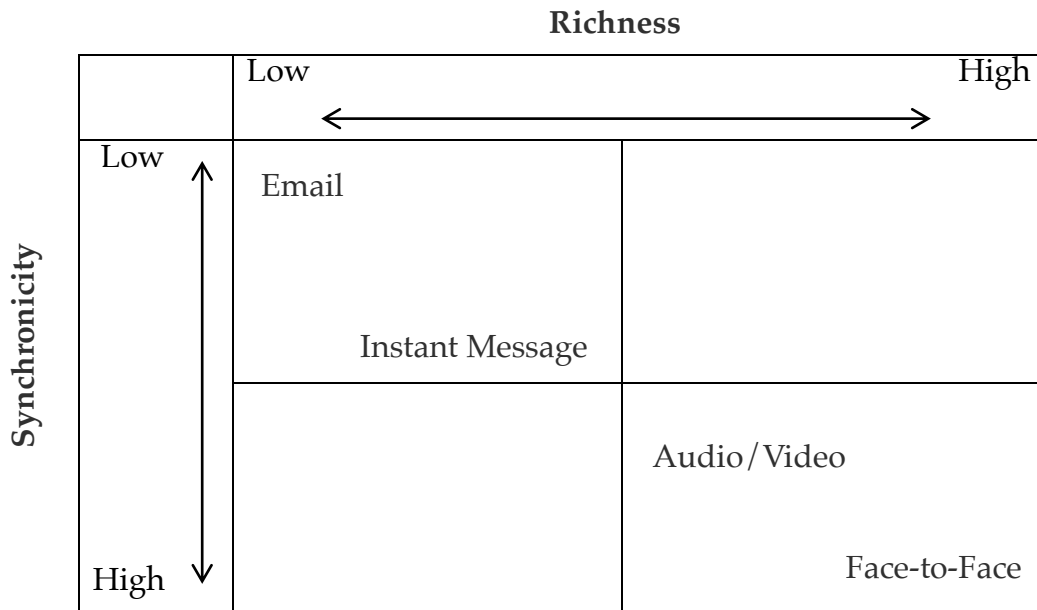 Richness
Low High
Low
Email
Instant Message
Synchronicity
Audio/Video
High
Face-to-Face